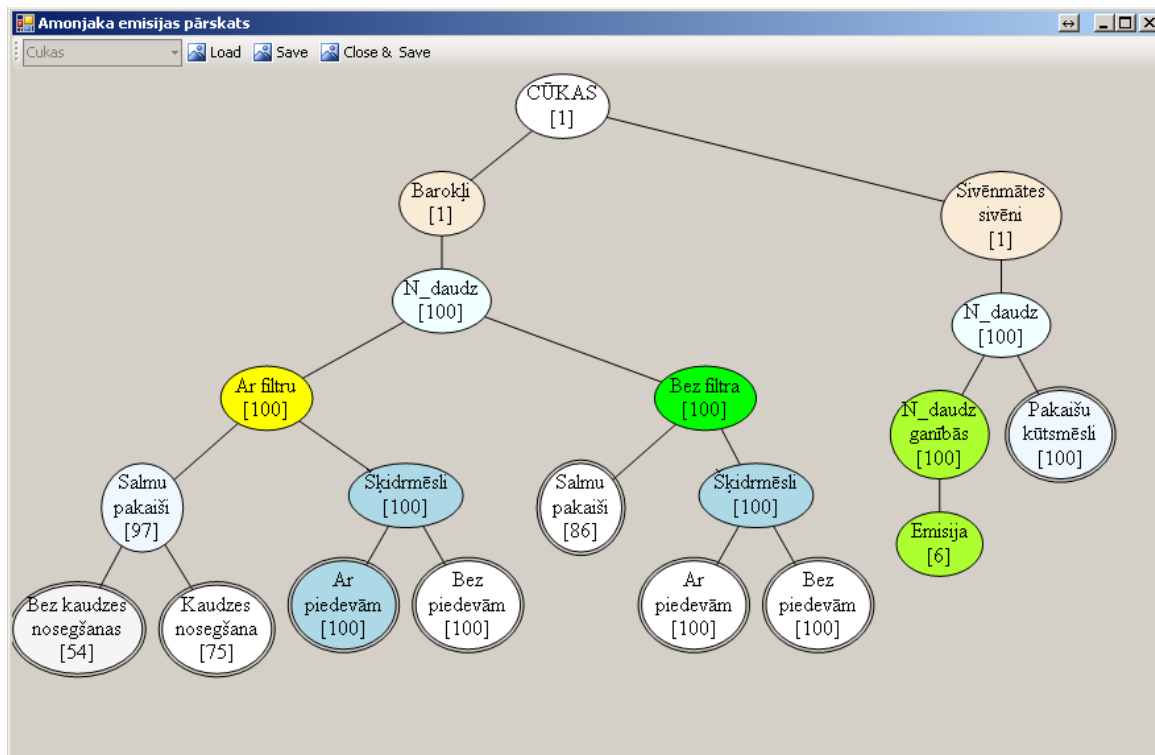 Amonjaka emisijas pārskats
Cukas Load Save Close & Save
CŪKAS
[1]
Barokļi
[1]
Sivēnmātes
sivēni
[1]
N_daudz
[100]
N_daudz
[100]
Ar filtru
[100]
Bez filtra
[100]
N_daudz
ganībās
[100]
Pakaišu
kūtsmēsli
[100]
Salmu
pakaiši
[97]
Šķidrmēsli
[100]
Salmu
pakaiši
[86]
Šķidrmēsli
[100]
Emisija
[6]
Bez kaudzes
nosegšanas
[54]
Kaudzes
nosegšana
[75]
Ar
piedevām
[100]
Bez
piedevām
[100]
Ar
piedevām
[100]
Bez
piedevām
[100]